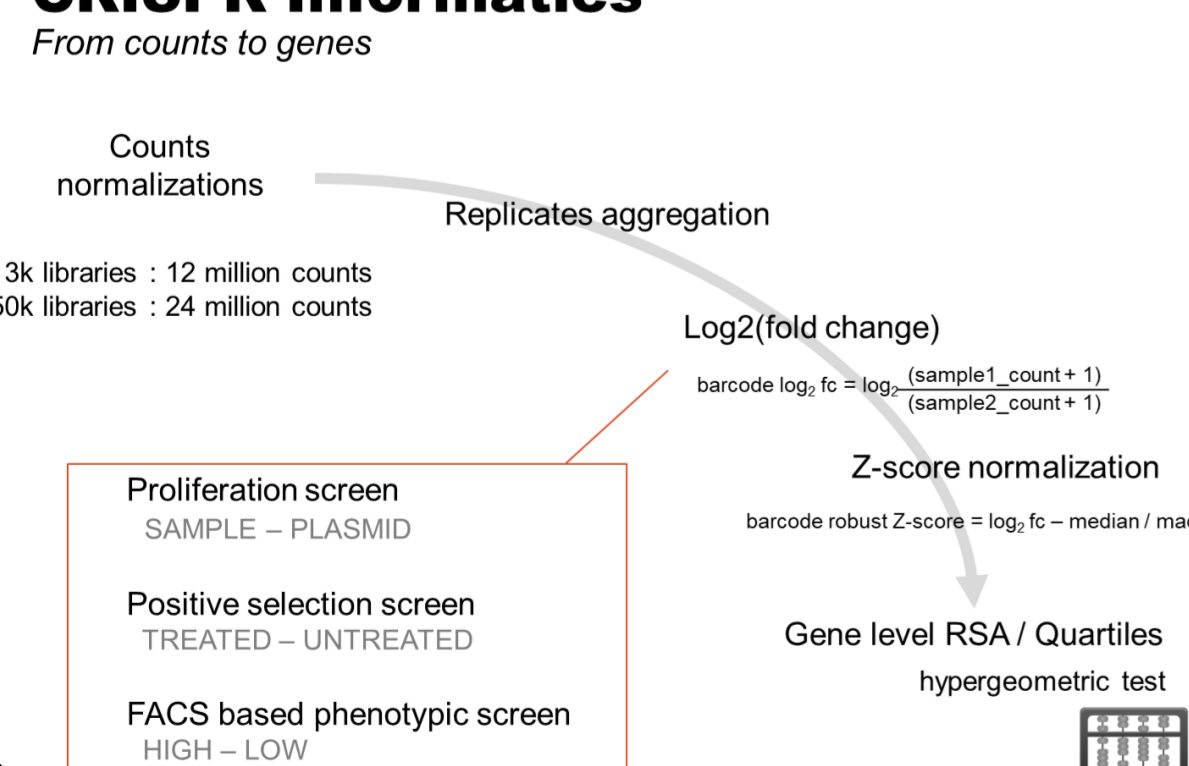 CRISPR Informatics
From counts to genes
Counts
normalizations
Replicates aggregation
3k libraries : 12 million counts
50k libraries : 24 million counts
Log2(fold change)
barcode log₂ fc = log₂ (sample1_count + 1)
(sample2_count + 1)
Z-score normalization
barcode robust Z-score = log₂ fc – median /
Proliferation screen
SAMPLE – PLASMID
Positive selection screen
TREATED – UNTREATED
Gene level RSA / Quartiles
hypergeometric test
FACS based phenotypic screen
HIGH – LOW